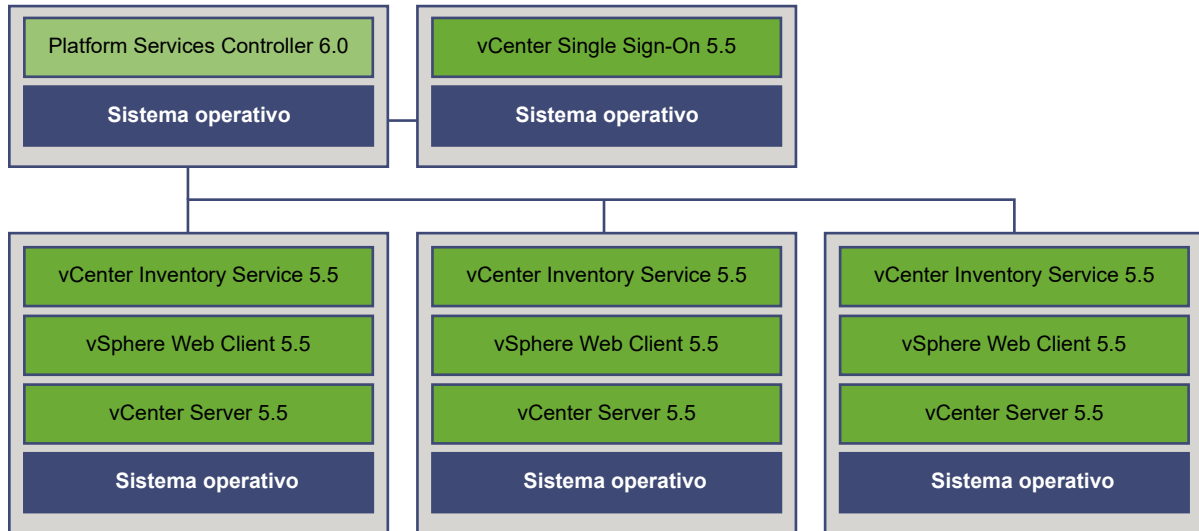 Platform Services Controller 6.0
Sistema operativo
vCenter Single Sign-On 5.5
Sistema operativo
vCenter Inventory Service 5.5
vSphere Web Client 5.5
vCenter Server 5.5
Sistema operativo
vCenter Inventory Service 5.5
vSphere Web Client 5.5
vCenter Server 5.5
Sistema operativo
vCenter Inventory Service 5.5
vSphere Web Client 5.5
vCenter Server 5.5
Sistema operativo